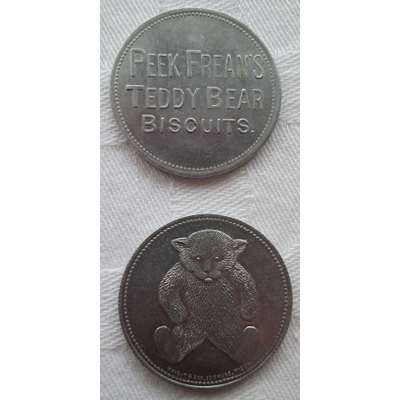 PEEK FREAN'S
TEDDY BEAR
BISCUITS.